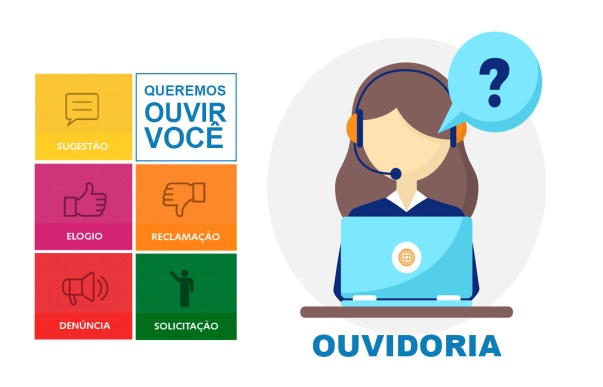 SUGESTÃO
QUEREMOS
OUVIR
VOCÊ
ELOGIO
RECLAMAÇÃO
DENÚNCIA
SOLICITAÇÃO
?
OUVIDORIA